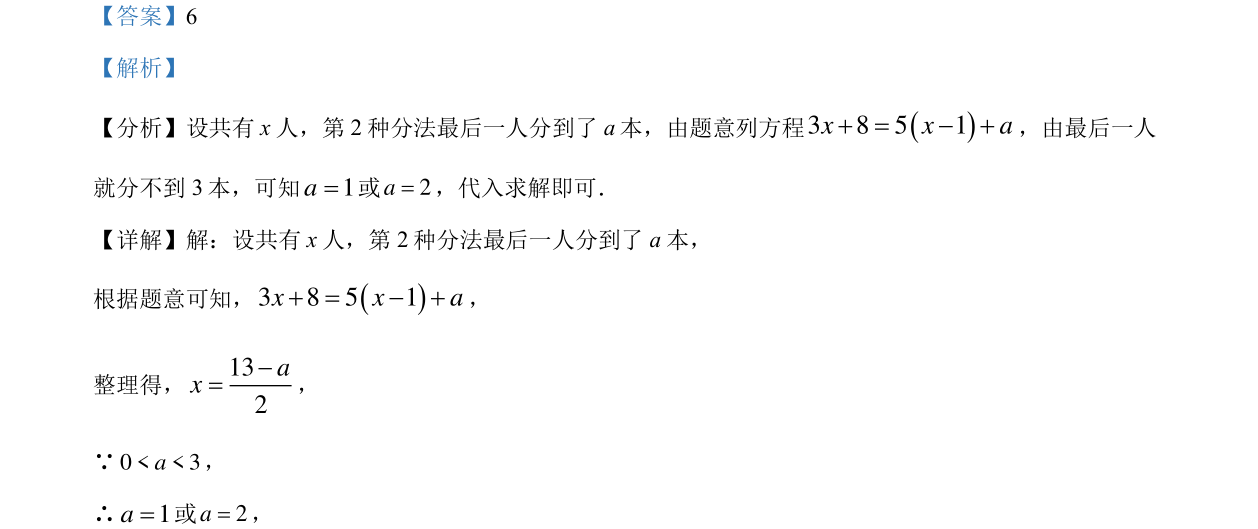 【答案】6
【解析】
【分析】设共有 x 人，第 2 种分法最后一人分到了 a 本，由题意列方程 3x+8=5(x−1)+a，由最后一人
就分不到 3 本，可知 a=1 或 a=2，代入求解即可．
【详解】解：设共有 x 人，第 2 种分法最后一人分到了 a 本，
根据题意可知，3x+8=5(x−1)+a，
整理得，x=\frac{13−a}{2}，
∵0<a<3，
∴a=1 或 a=2，